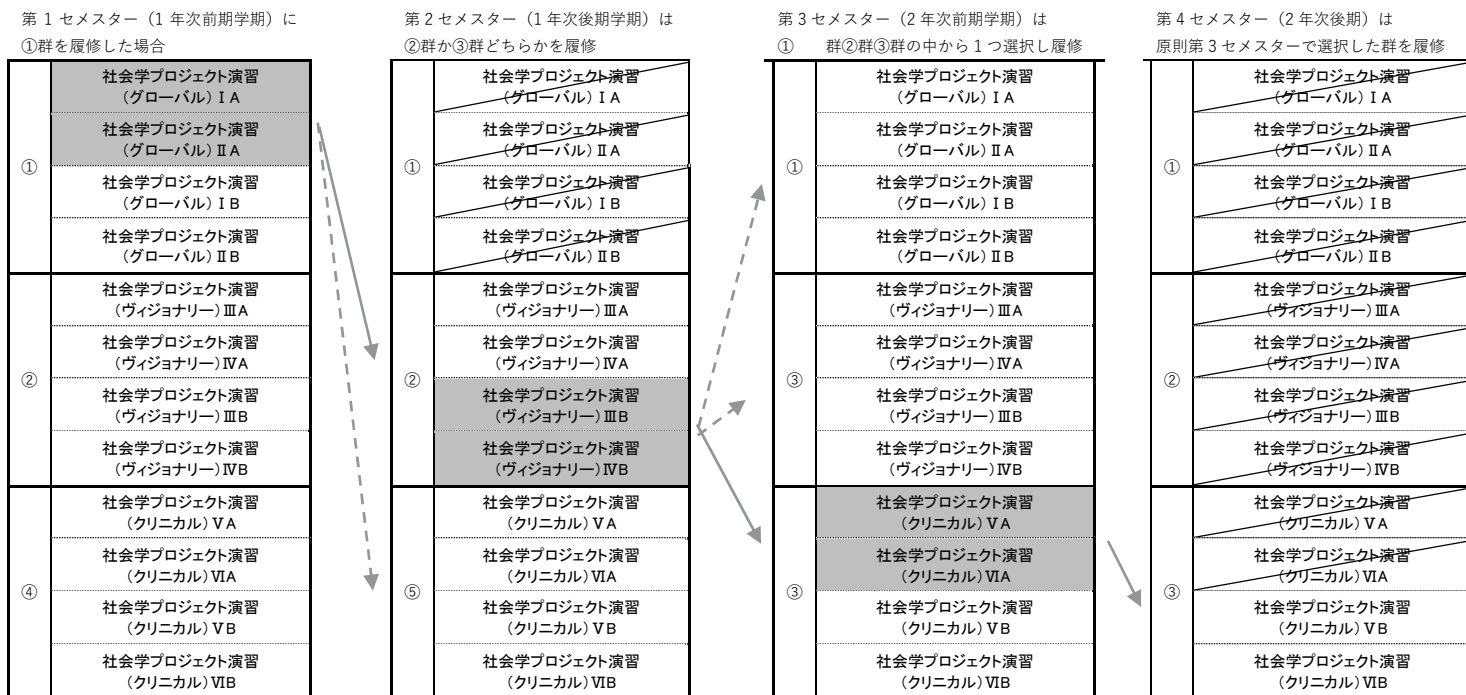 第 1 セメスター（1 年次前期学期）に
①群を履修した場合
①
社会学プロジェクト演習
（グローバル）ⅠA
社会学プロジェクト演習
（グローバル）ⅡA
社会学プロジェクト演習
（グローバル）ⅠB
社会学プロジェクト演習
（グローバル）ⅡB
②
社会学プロジェクト演習
（ヴィジョナリー）ⅢA
社会学プロジェクト演習
（ヴィジョナリー）ⅣA
社会学プロジェクト演習
（ヴィジョナリー）ⅢB
社会学プロジェクト演習
（ヴィジョナリー）ⅣB
④
社会学プロジェクト演習
（クリニカル）ⅤA
社会学プロジェクト演習
（クリニカル）ⅥA
社会学プロジェクト演習
（クリニカル）ⅤB
社会学プロジェクト演習
（クリニカル）ⅥB
第 2 セメスター（1 年次後期学期）は
②群か③群どちらかを履修
①
社会学プロジェクト演習
（グローバル）ⅠA
社会学プロジェクト演習
（グローバル）ⅡA
社会学プロジェクト演習
（グローバル）ⅠB
社会学プロジェクト演習
（グローバル）ⅡB
②
社会学プロジェクト演習
（ヴィジョナリー）ⅢA
社会学プロジェクト演習
（ヴィジョナリー）ⅣA
社会学プロジェクト演習
（ヴィジョナリー）ⅢB
社会学プロジェクト演習
（ヴィジョナリー）ⅣB
⑤
社会学プロジェクト演習
（クリニカル）ⅤA
社会学プロジェクト演習
（クリニカル）ⅥA
社会学プロジェクト演習
（クリニカル）ⅤB
社会学プロジェクト演習
（クリニカル）ⅥB
第 3 セメスター（2 年次前期学期）は
① 群②群③群の中から 1 つ選択し履修
①
社会学プロジェクト演習
（グローバル）ⅠA
社会学プロジェクト演習
（グローバル）ⅡA
社会学プロジェクト演習
（グローバル）ⅠB
社会学プロジェクト演習
（グローバル）ⅡB
③
社会学プロジェクト演習
（ヴィジョナリー）ⅢA
社会学プロジェクト演習
（ヴィジョナリー）ⅣA
社会学プロジェクト演習
（ヴィジョナリー）ⅢB
社会学プロジェクト演習
（ヴィジョナリー）ⅣB
③
社会学プロジェクト演習
（クリニカル）ⅤA
社会学プロジェクト演習
（クリニカル）ⅥA
社会学プロジェクト演習
（クリニカル）ⅤB
社会学プロジェクト演習
（クリニカル）ⅥB
第 4 セメスター（2 年次後期）は
原則第 3 セメスターで選択した群を履修
①
社会学プロジェクト演習
（グローバル）ⅠA
社会学プロジェクト演習
（グローバル）ⅡA
社会学プロジェクト演習
（グローバル）ⅠB
社会学プロジェクト演習
（グローバル）ⅡB
②
社会学プロジェクト演習
（ヴィジョナリー）ⅢA
社会学プロジェクト演習
（ヴィジョナリー）ⅣA
社会学プロジェクト演習
（ヴィジョナリー）ⅢB
社会学プロジェクト演習
（ヴィジョナリー）ⅣB
③
社会学プロジェクト演習
（クリニカル）ⅤA
社会学プロジェクト演習
（クリニカル）ⅥA
社会学プロジェクト演習
（クリニカル）ⅤB
社会学プロジェクト演習
（クリニカル）ⅥB